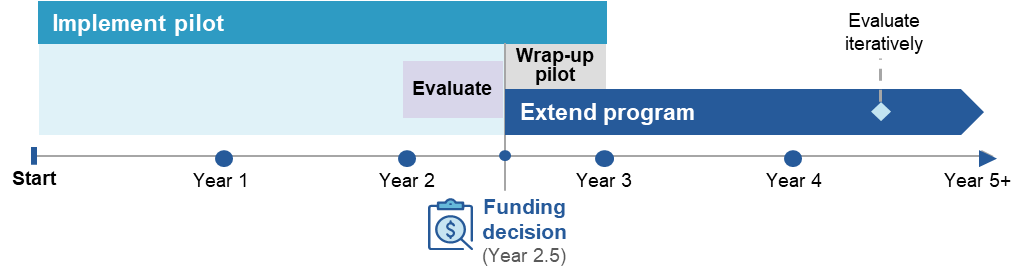 Implement pilot
Evaluate
iteratively
Wrap-up
pilot
Evaluate
Extend program
Start
Year 1
Year 2
Year 3
Year 4
Year 5+
$
Funding
decision
(Year 2.5)